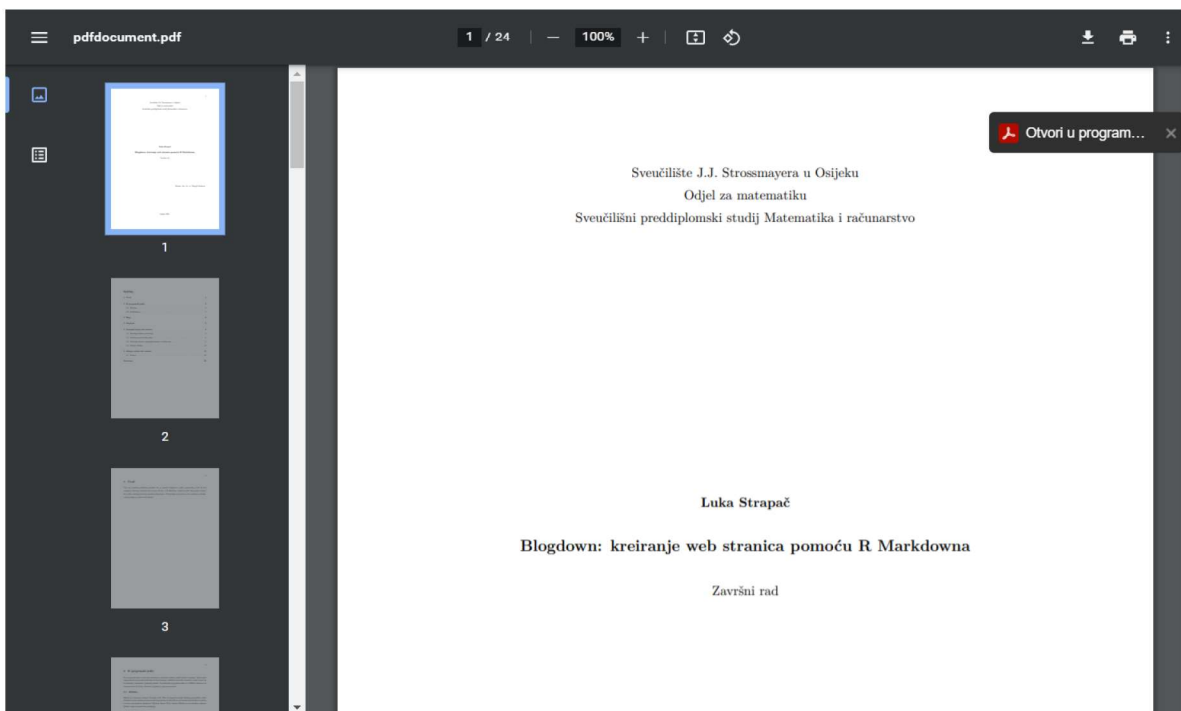 pdfdocument.pdf
1 / 24
100%
Otvori u program...
1
2
3
Sveučilište J.J. Strossmayera u Osijeku
Odjel za matematiku
Sveučilišni preddiplomski studij Matematika i računarstvo
Luka Strapač
Blogdown: kreiranje web stranica pomoću R Markdowna
Završni rad